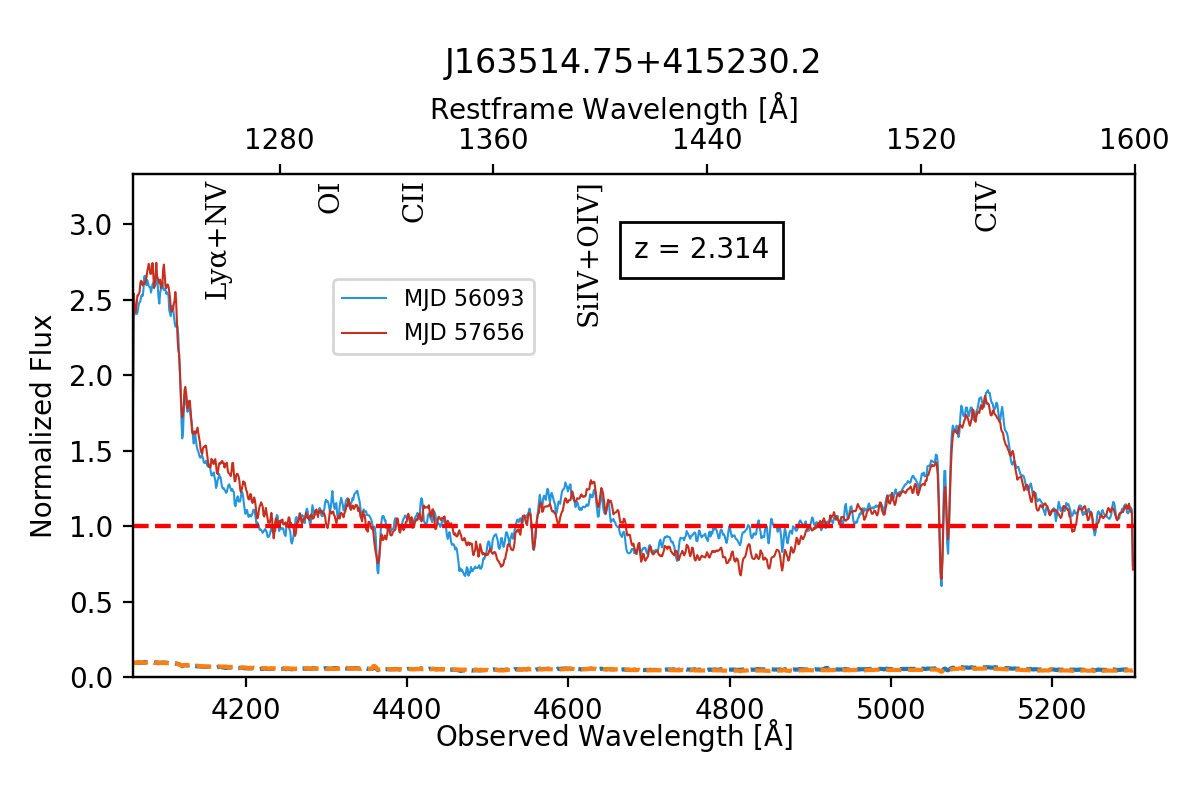 J163514.75+415230.2
Restframe Wavelength [Å]
1280 1360 1440 1520 1600
Lyα+NV
OI
CII
SiIV+OIV]
CIV
z = 2.314
MJD 56093
MJD 57656
Normalized Flux
3.0
2.5
2.0
1.5
1.0
0.5
0.0
4200 4400 4600 4800 5000 5200
Observed Wavelength [Å]